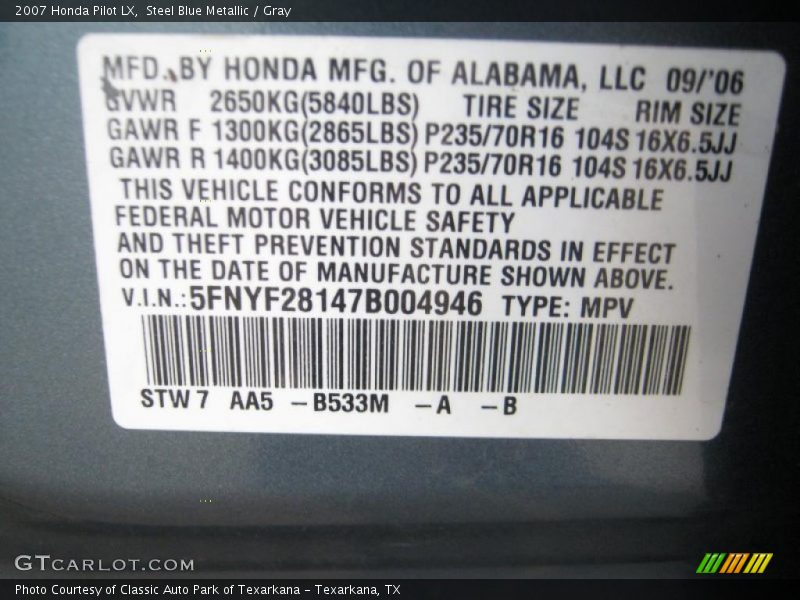 2007 Honda Pilot LX, Steel Blue Metallic / Gray
MFD. BY HONDA MFG. OF ALABAMA, LLC 09/'06
GVWR 2650KG(5840LBS) TIRE SIZE RIM SIZE
GAWR F 1300KG(2865LBS) P235/70R16 104S 16X6.5JJ
GAWR R 1400KG(3085LBS) P235/70R16 104S 16X6.5JJ
THIS VEHICLE CONFORMS TO ALL APPLICABLE
FEDERAL MOTOR VEHICLE SAFETY
AND THEFT PREVENTION STANDARDS IN EFFECT
ON THE DATE OF MANUFACTURE SHOWN ABOVE.
V.I.N.:5FNYF28147B004946 TYPE: MPV
STW7 AA5 -B533M -A -B
GTCARLOT.COM
Photo Courtesy of Classic Auto Park of Texarkana - Texarkana, TX